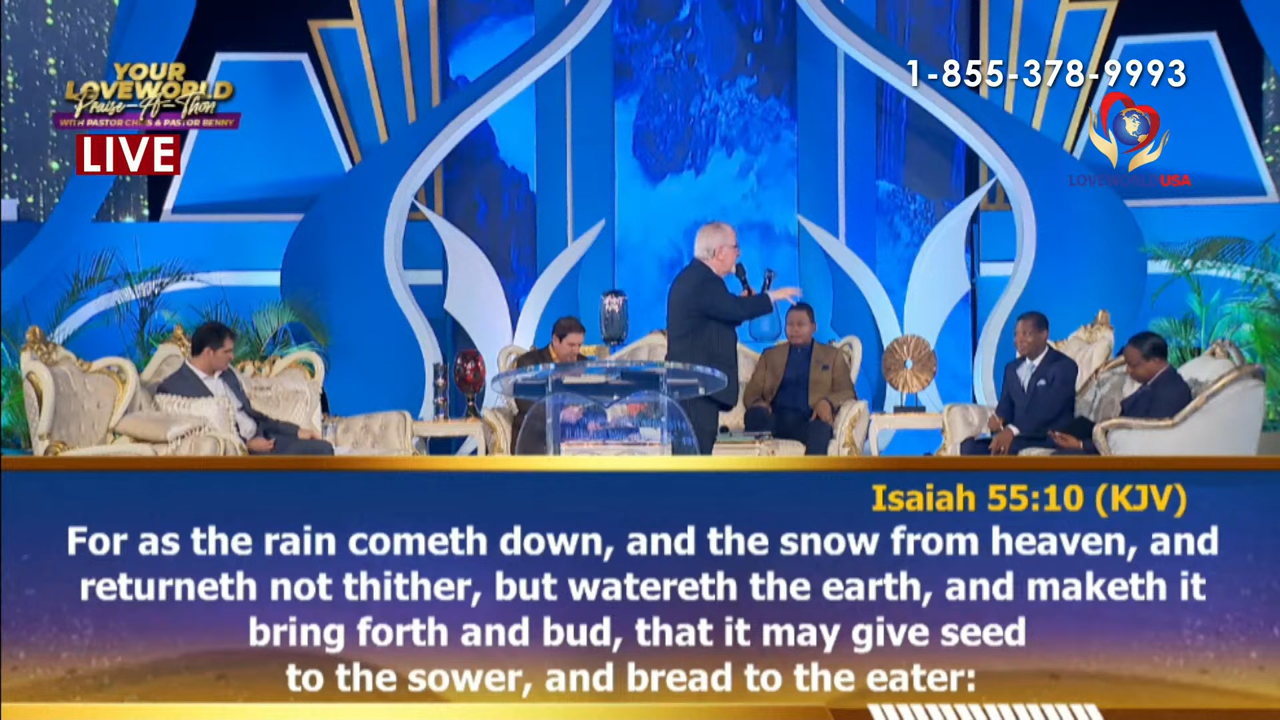 YOUR
LOVEWORLD
Praise-A-Thon
WITH PASTOR CHRIS & PASTOR BENNY
LIVE
1-855-378-9993
LOVEWORLD USA
Isaiah 55:10 (KJV)
For as the rain cometh down, and the snow from heaven, and
returneth not thither, but watereth the earth, and maketh it
bring forth and bud, that it may give seed
to the sower, and bread to the eater: